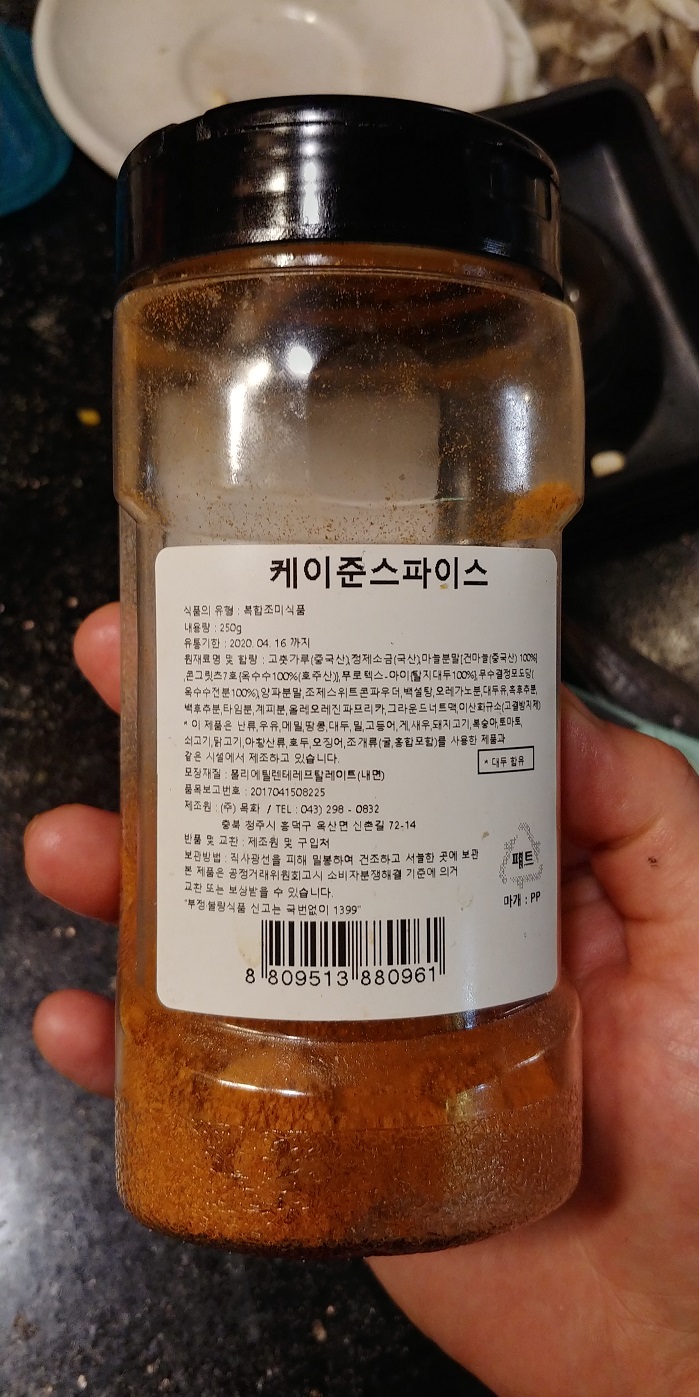 케이준스파이스
식품의 유형 : 복합조미식품
내용량 : 250g
유통기한 : 2020. 04. 16 까지
원재료명 및 함량 : 고춧가루(중국산),정제소금(국산),마늘분말{건마늘(중국산) 100%}
,콘그릿츠7호{옥수수100%(호주산)},무로텍스-아이{탈지대두100%},무수결정포도당{
옥수수전분100%},양파분말,조제스위트콘파우더,백설탕,오레가노분,대두유,흑후추분,
백후추분,타임분,계피분,올레오레진파프리카,그라운드너트맥,이산화규소(고결방지제)
* 이 제품은 난류,우유,메밀,땅콩,대두,밀,고등어,게,새우,돼지고기,복숭아,토마토,
쇠고기,닭고기,아황산류,호두,오징어,조개류(굴,홍합포함)를 사용한 제품과
같은 시설에서 제조하고 있습니다.
* 대두 함유
포장재질 : 폴리에틸렌테레프탈레이트(내면)
품목보고번호 : 2017041508225
제조원 : (주) 목화 / TEL : 043) 298 - 0832
충북 청주시 흥덕구 옥산면 신촌길 72-14
반품 및 교환 : 제조원 및 구입처
보관방법 : 직사광선을 피해 밀봉하여 건조하고 서늘한 곳에 보관
본 제품은 공정거래위원회고시 소비자분쟁해결 기준에 의거
교환 또는 보상받을 수 있습니다.
"부정불량식품 신고는 국번없이 1399"
페트
마개 : PP
8 809513 880961